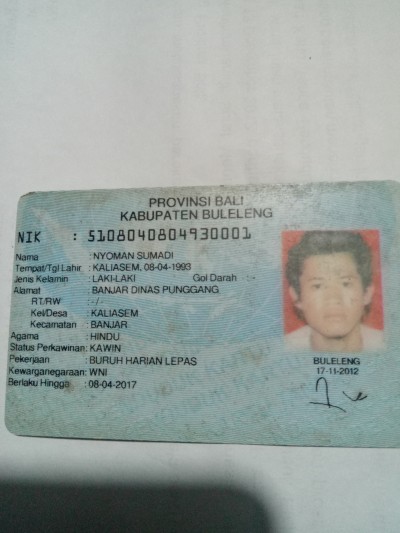 PROVINSI BALI
KABUPATEN BULELENG
NIK : 5108040804930001
Nama : NYOMAN SUMADI
Tempat/Tgl Lahir : KALIASEM, 08-04-1993
Jenis Kelamin : LAKI-LAKI Gol Darah : -
Alamat : BANJAR DINAS PUNGGANG
RT/RW : -/-
Kel/Desa : KALIASEM
Kecamatan : BANJAR
Agama : HINDU
Status Perkawinan: KAWIN
Pekerjaan : BURUH HARIAN LEPAS
Kewarganegaraan: WNI
Berlaku Hingga : 08-04-2017
BULELENG
17-11-2012